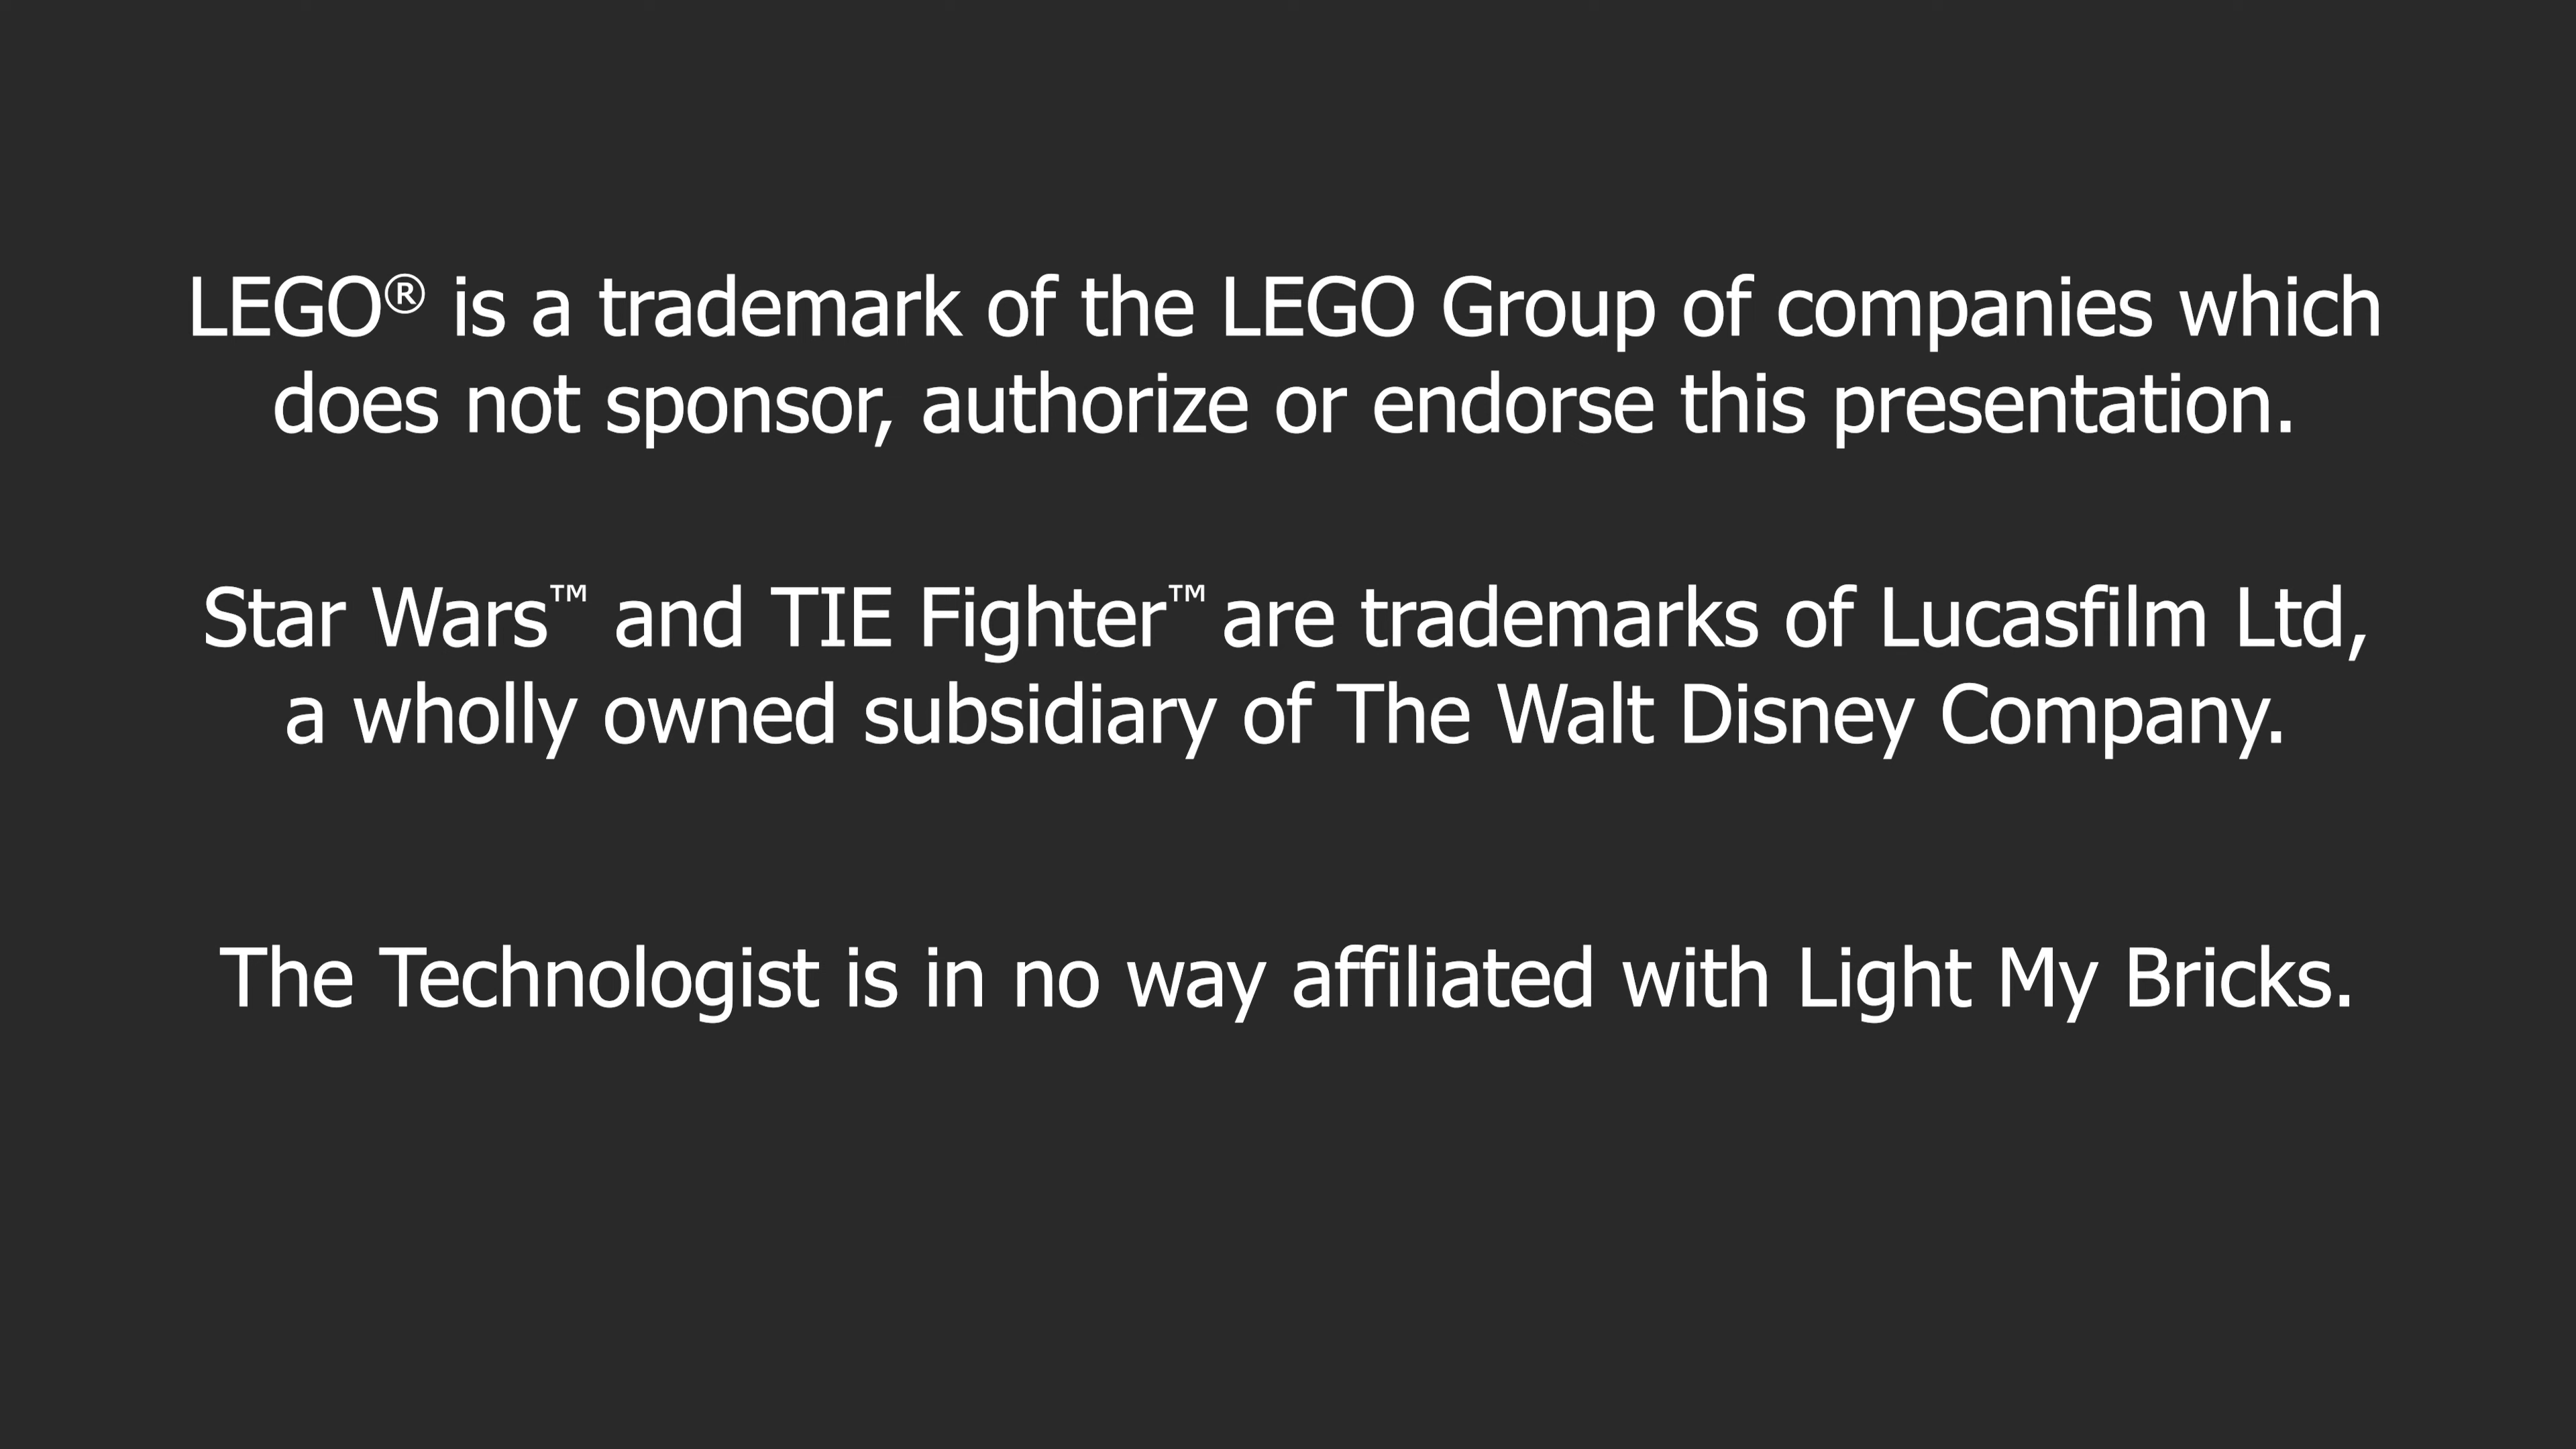 LEGO® is a trademark of the LEGO Group of companies which
does not sponsor, authorize or endorse this presentation.
Star Wars™ and TIE Fighter™ are trademarks of Lucasfilm Ltd,
a wholly owned subsidiary of The Walt Disney Company.
The Technologist is in no way affiliated with Light My Bricks.